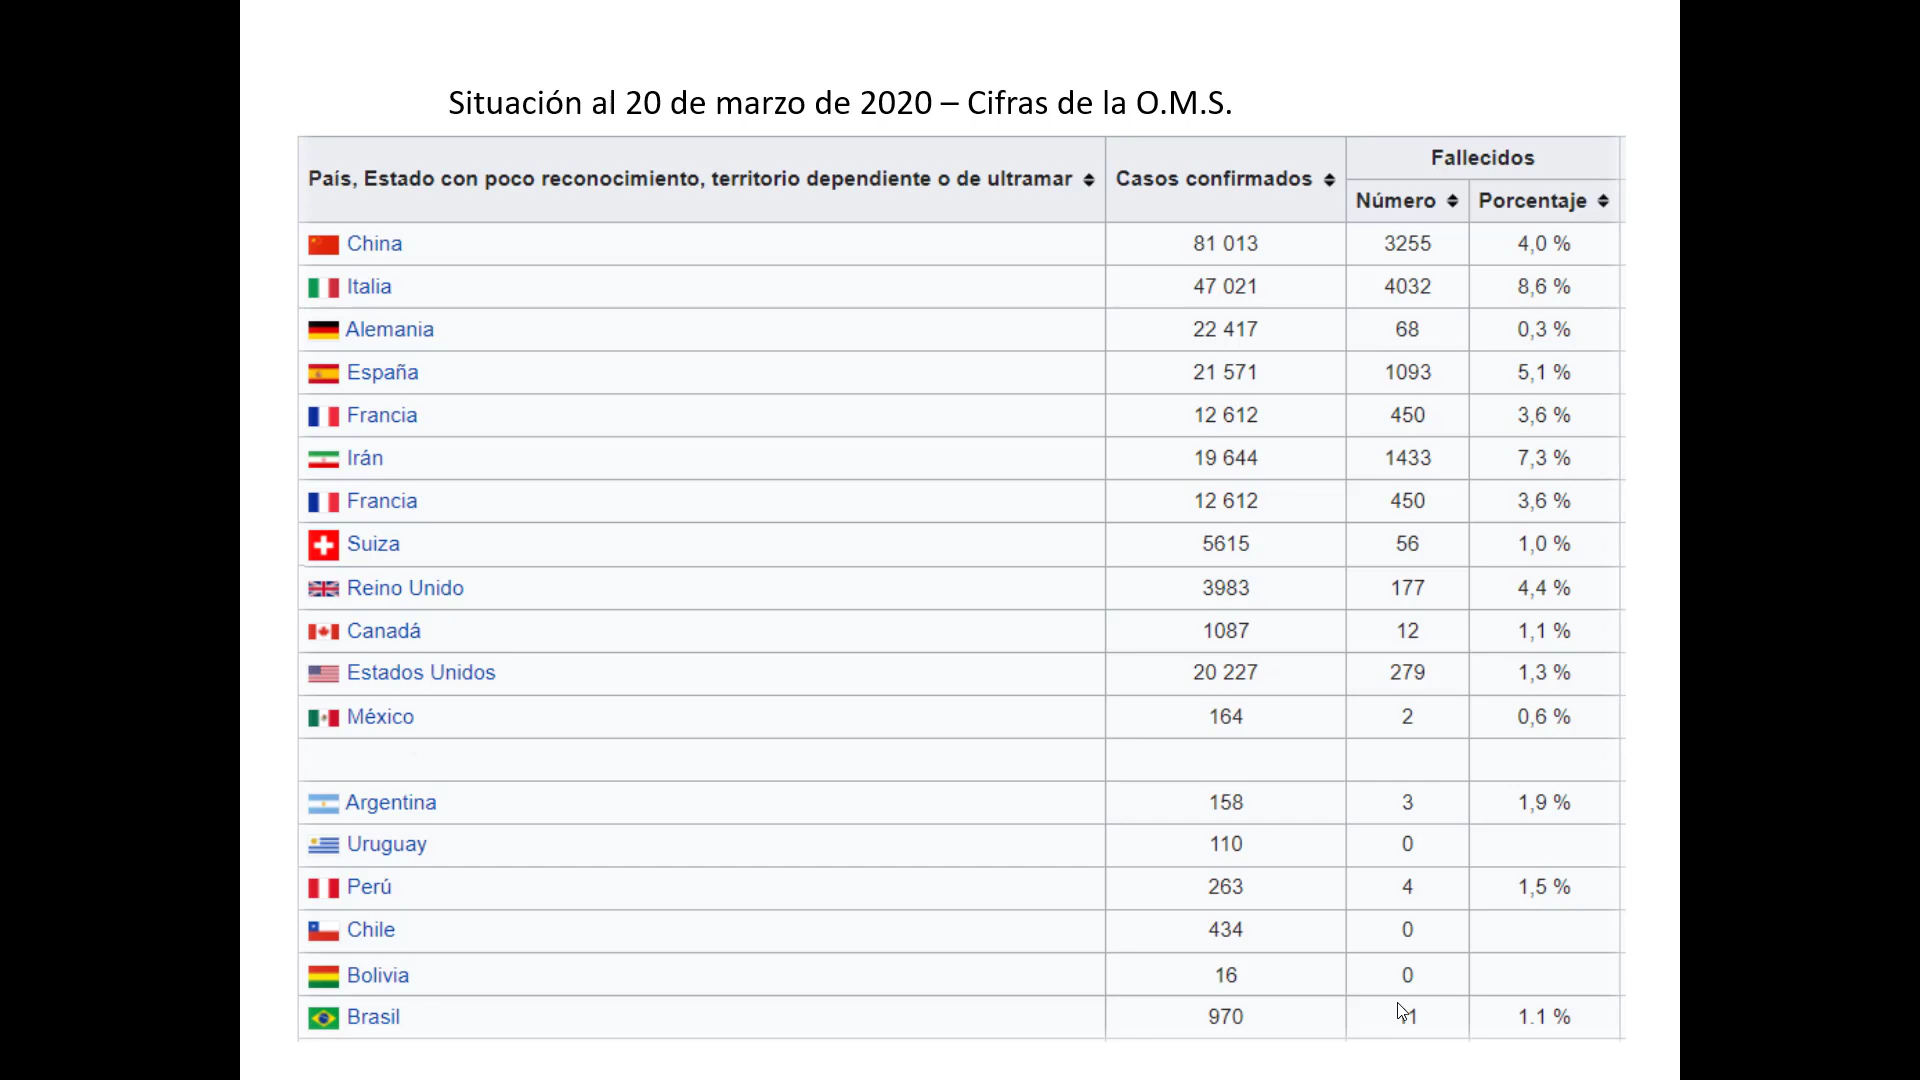 Situación al 20 de marzo de 2020 – Cifras de la O.M.S.
País, Estado con poco reconocimiento, territorio dependiente o de ultramar Casos confirmados Fallecidos
Número Porcentaje
China 81 013 3255 4,0 %
Italia 47 021 4032 8,6 %
Alemania 22 417 68 0,3 %
España 21 571 1093 5,1 %
Francia 12 612 450 3,6 %
Irán 19 644 1433 7,3 %
Francia 12 612 450 3,6 %
Suiza 5615 56 1,0 %
Reino Unido 3983 177 4,4 %
Canadá 1087 12 1,1 %
Estados Unidos 20 227 279 1,3 %
México 164 2 0,6 %
Argentina 158 3 1,9 %
Uruguay 110 0
Perú 263 4 1,5 %
Chile 434 0
Bolivia 16 0
Brasil 970 1.1 %